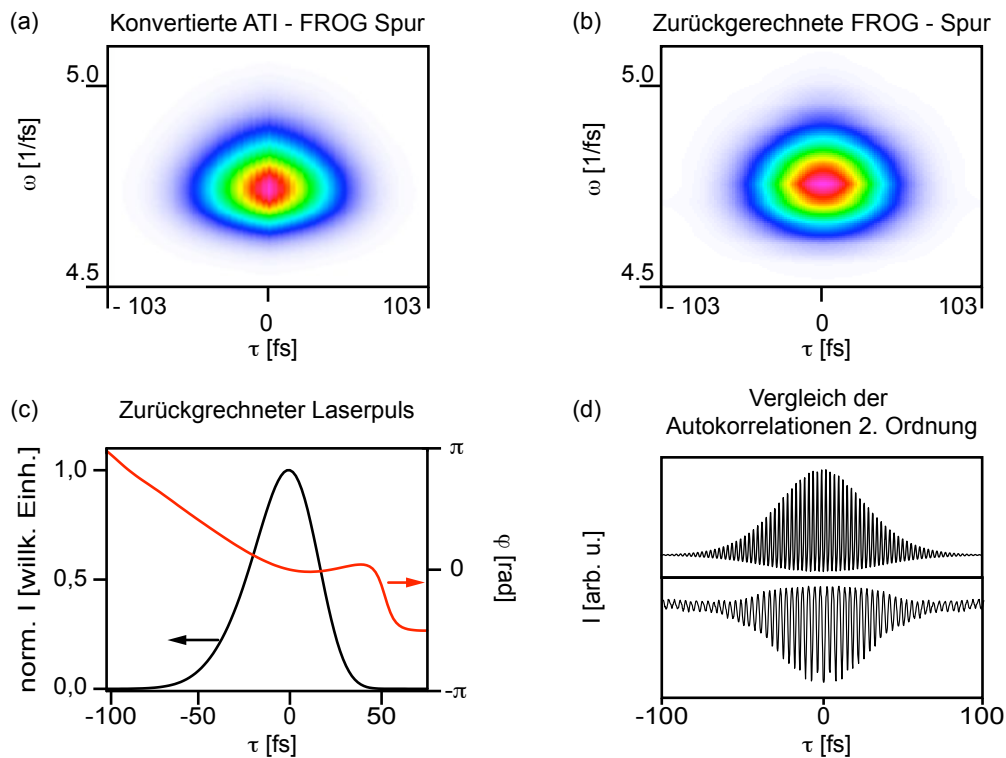 (a)
Konvertierte ATI - FROG Spur
5.0
ω [1/fs]
4.5
- 103
103
0
τ [fs]
(b)
Zurückgerechnete FROG - Spur
5.0
ω [1/fs]
4.5
- 103
103
0
τ [fs]
(c)
Zurückgrechneter Laserpuls
norm. I [willk. Einh.]
1,0
0,5
0,0
π
0
-π
φ [rad]
-100
-50
0
50
τ [fs]
(d)
Vergleich der
Autokorrelationen 2. Ordnung
I [arb. u.]
-100
0
100
τ [fs]